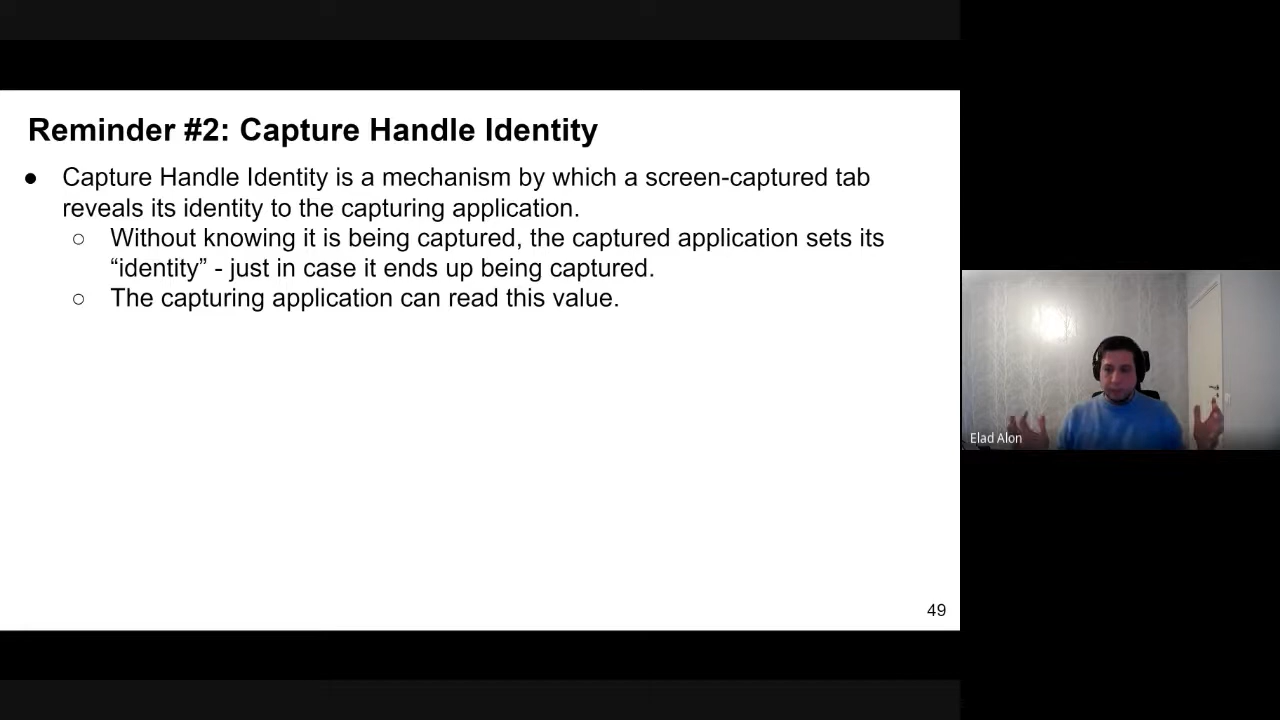 Reminder #2: Capture Handle Identity
● Capture Handle Identity is a mechanism by which a screen-captured tab
reveals its identity to the capturing application.
○ Without knowing it is being captured, the captured application sets its
“identity” - just in case it ends up being captured.
○ The capturing application can read this value.
49
Elad Alon